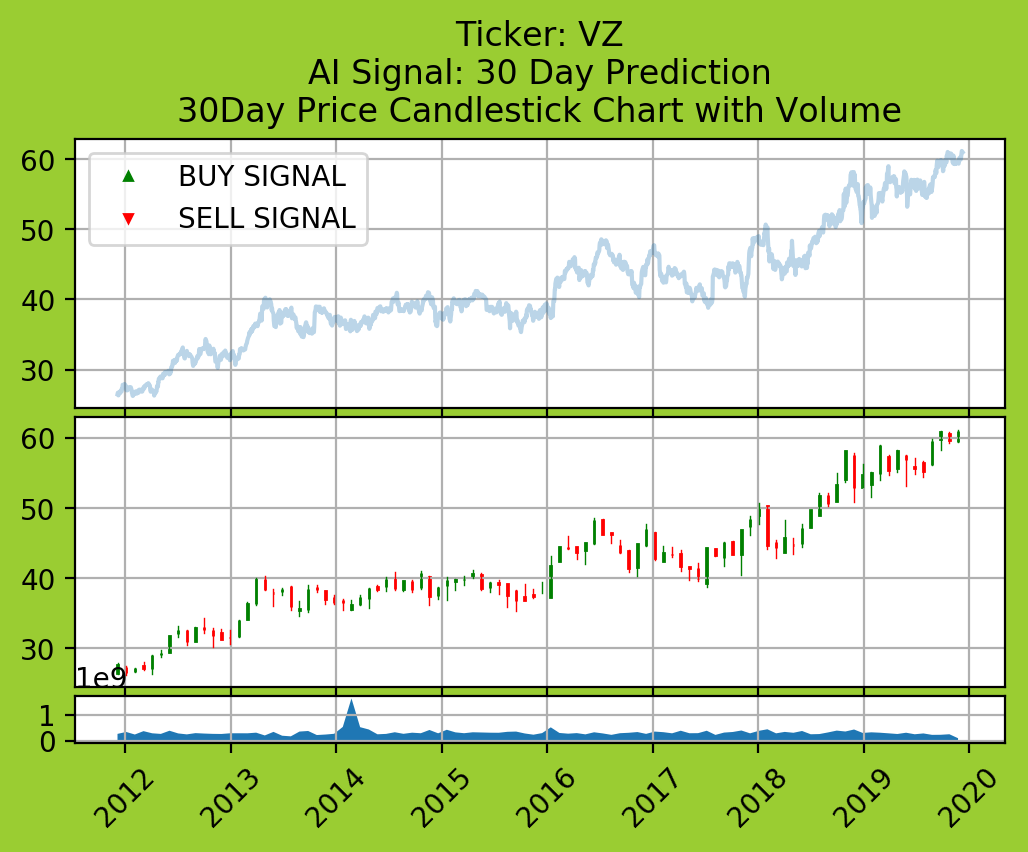 Ticker: VZ
AI Signal: 30 Day Prediction
30Day Price Candlestick Chart with Volume
BUY SIGNAL
SELL SIGNAL
60
50
40
30
60
50
40
30
1e9
1
0
2012 2013 2014 2015 2016 2017 2018 2019 2020